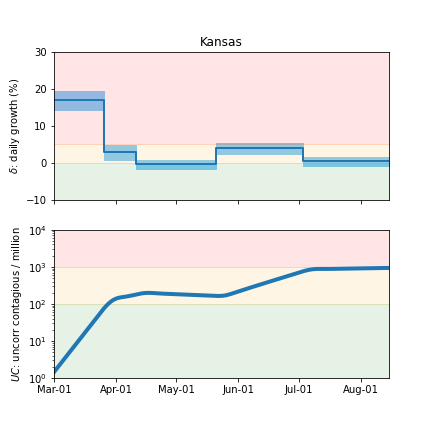 Kansas
30
20
10
0
−10
δ: daily growth (%)
10⁴
10³
10²
10¹
10⁰
UC: uncorr contagious / million
Mar-01 Apr-01 May-01 Jun-01 Jul-01 Aug-01